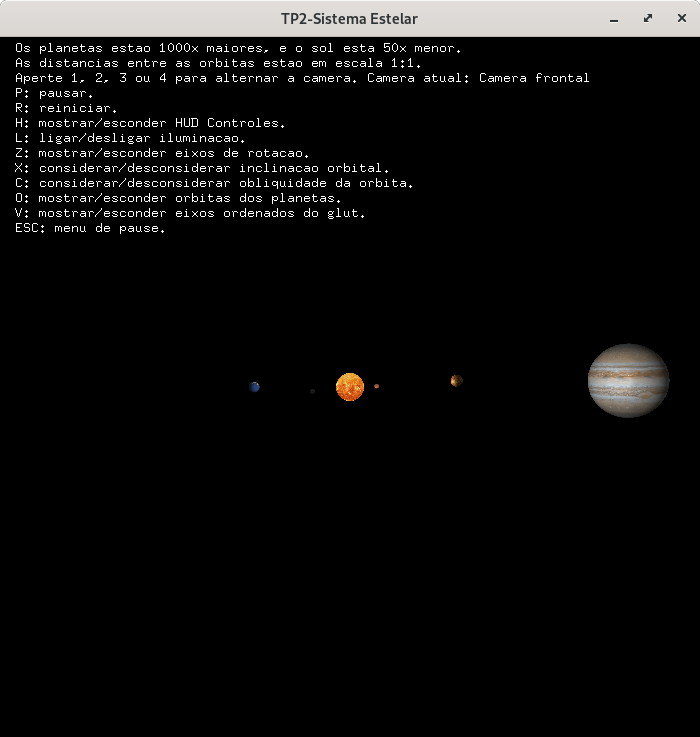 TP2-Sistema Estelar
Os planetas estao 1000x maiores, e o sol esta 50x menor.
As distancias entre as orbitas estao em escala 1:1.
Aperte 1, 2, 3 ou 4 para alternar a camera. Camera atual: Camera frontal
P: pausar.
R: reiniciar.
H: mostrar/esconder HUD Controles.
L: ligar/desligar iluminacao.
Z: mostrar/esconder eixos de rotacao.
X: considerar/desconsiderar inclinacao orbital.
C: considerar/desconsiderar obliquidade da orbita.
O: mostrar/esconder orbitas dos planetas.
V: mostrar/esconder eixos ordenados do glut.
ESC: menu de pause.